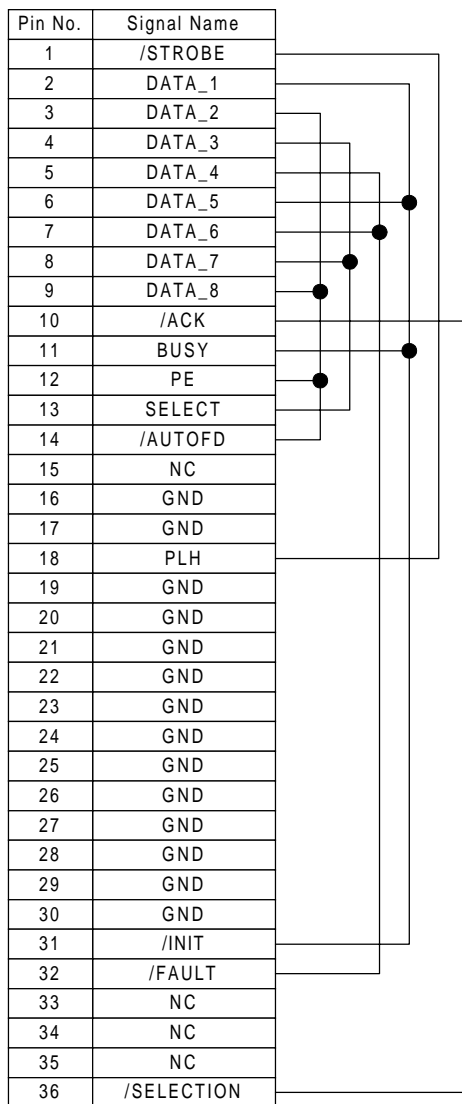 Pin No. Signal Name
1 /STROBE
2 DATA_1
3 DATA_2
4 DATA_3
5 DATA_4
6 DATA_5
7 DATA_6
8 DATA_7
9 DATA_8
10 /ACK
11 BUSY
12 PE
13 SELECT
14 /AUTOFD
15 NC
16 GND
17 GND
18 PLH
19 GND
20 GND
21 GND
22 GND
23 GND
24 GND
25 GND
26 GND
27 GND
28 GND
29 GND
30 GND
31 /INIT
32 /FAULT
33 NC
34 NC
35 NC
36 /SELECTION